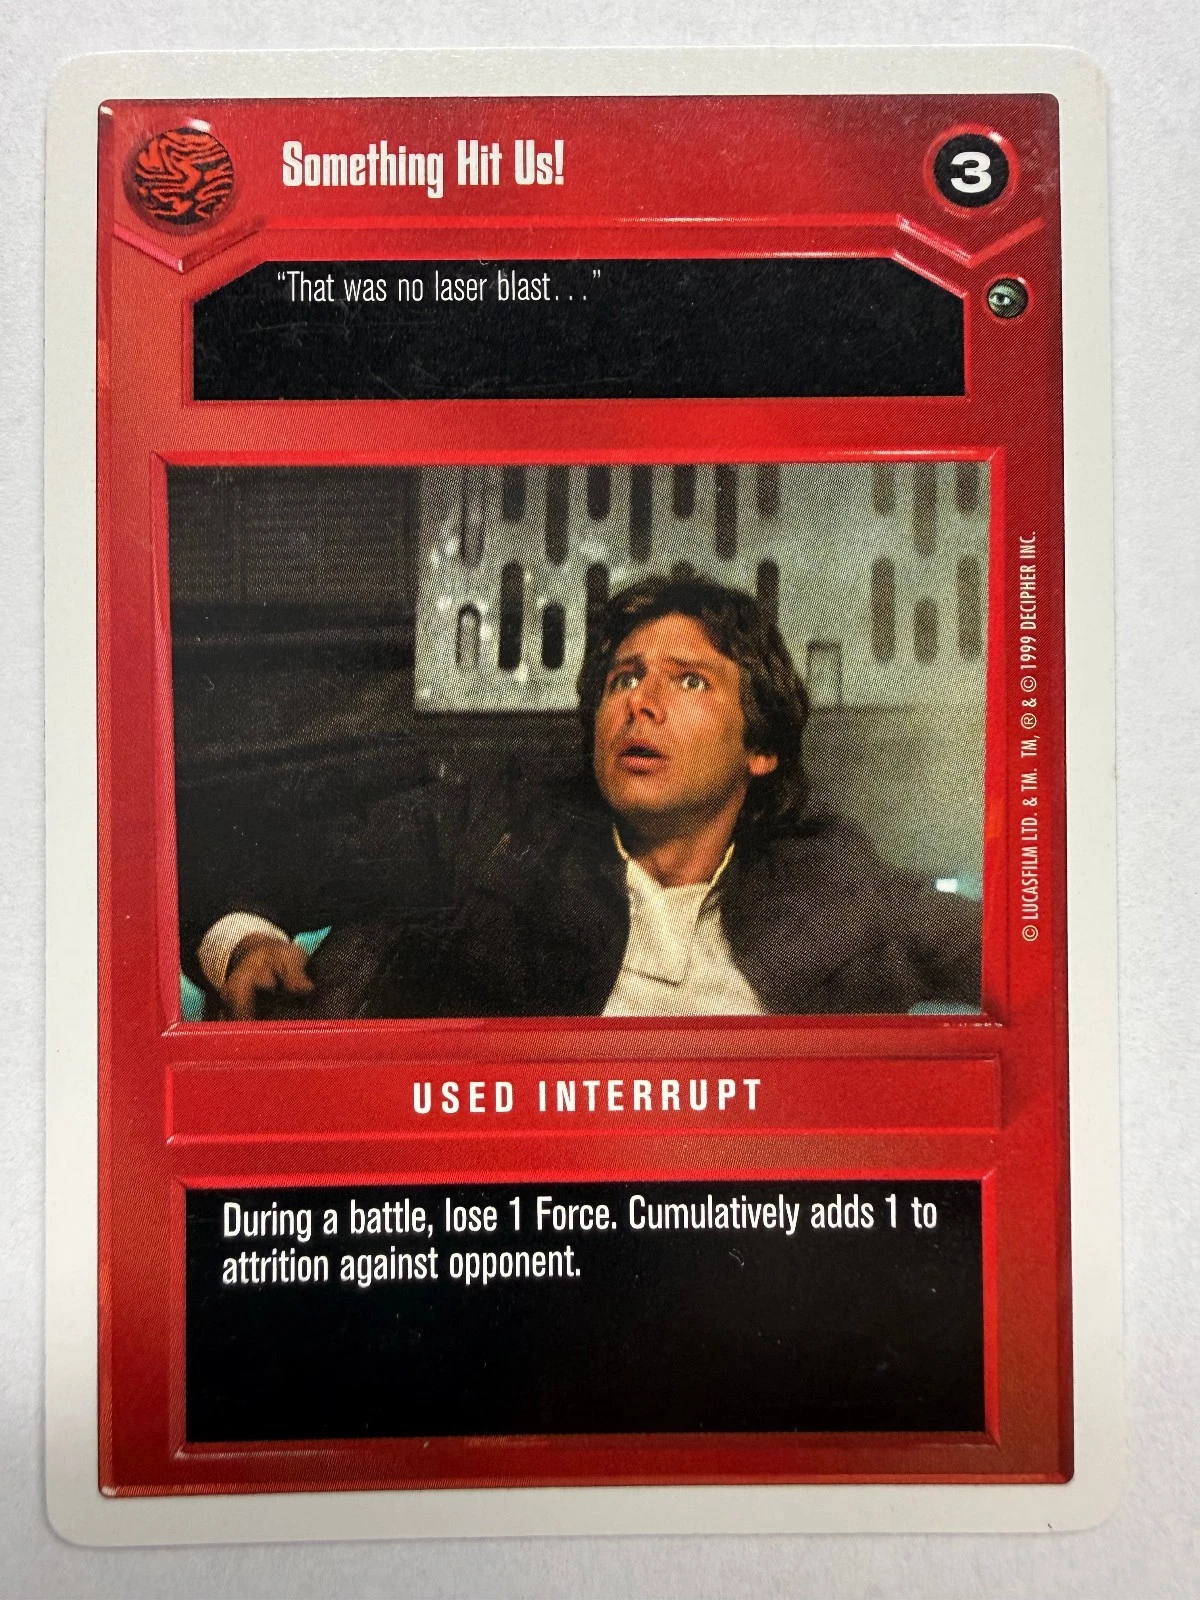 Something Hit Us!
3
“That was no laser blast...”
© LUCASFILM LTD. & TM. TM, ® & © 1999 DECIPHER INC.
USED INTERRUPT
During a battle, lose 1 Force. Cumulatively adds 1 to
attrition against opponent.